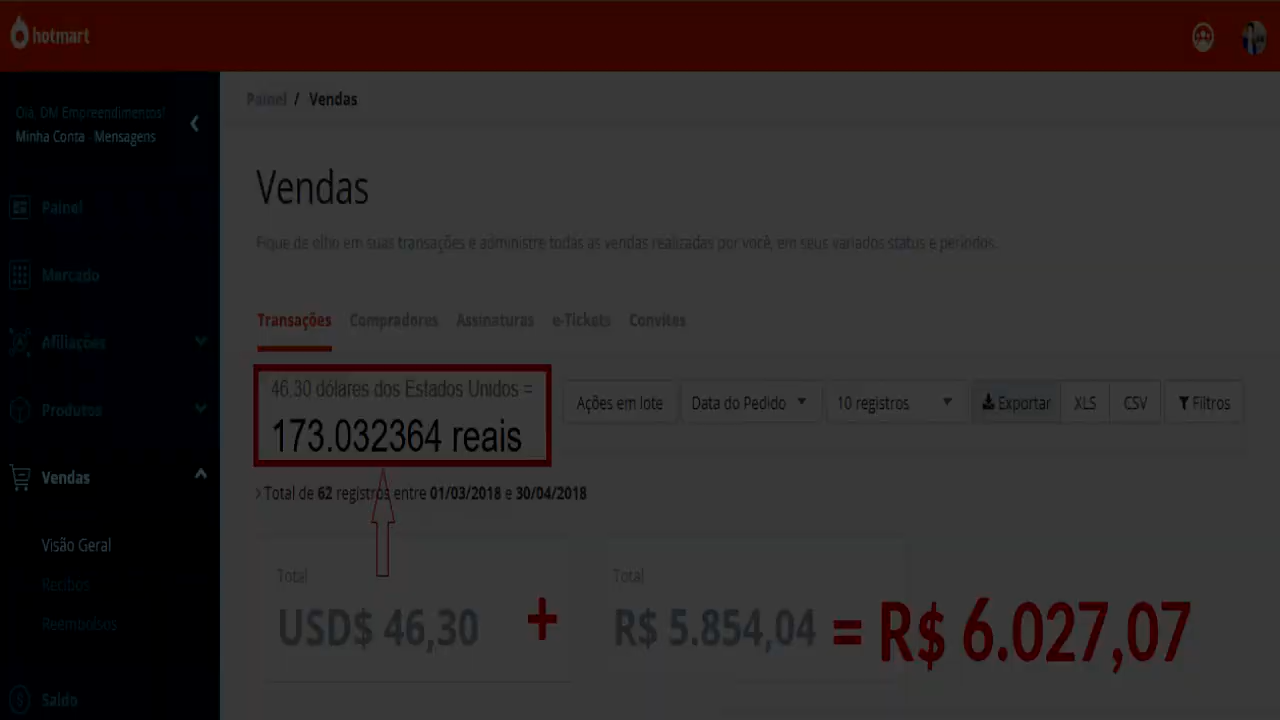 hotmart
Olá, DM Empreendimentos!
Minha Conta - Mensagens
Painel
Mercado
Afiliações
Produtos
Vendas
Visão Geral
Recibos
Reembolsos
Saldo
Painel / Vendas
Vendas
Fique de olho em suas transações e administre todas as vendas realizadas por você, em seus variados status e períodos.
Transações Compradores Assinaturas e-Tickets Convites
46.30 dólares dos Estados Unidos =
173.032364 reais
Ações em lote Data do Pedido 10 registros Exportar XLS CSV Filtros
> Total de 62 registros entre 01/03/2018 e 30/04/2018
Total Total
USD$ 46,30 + R$ 5.854,04 = R$ 6.027,07